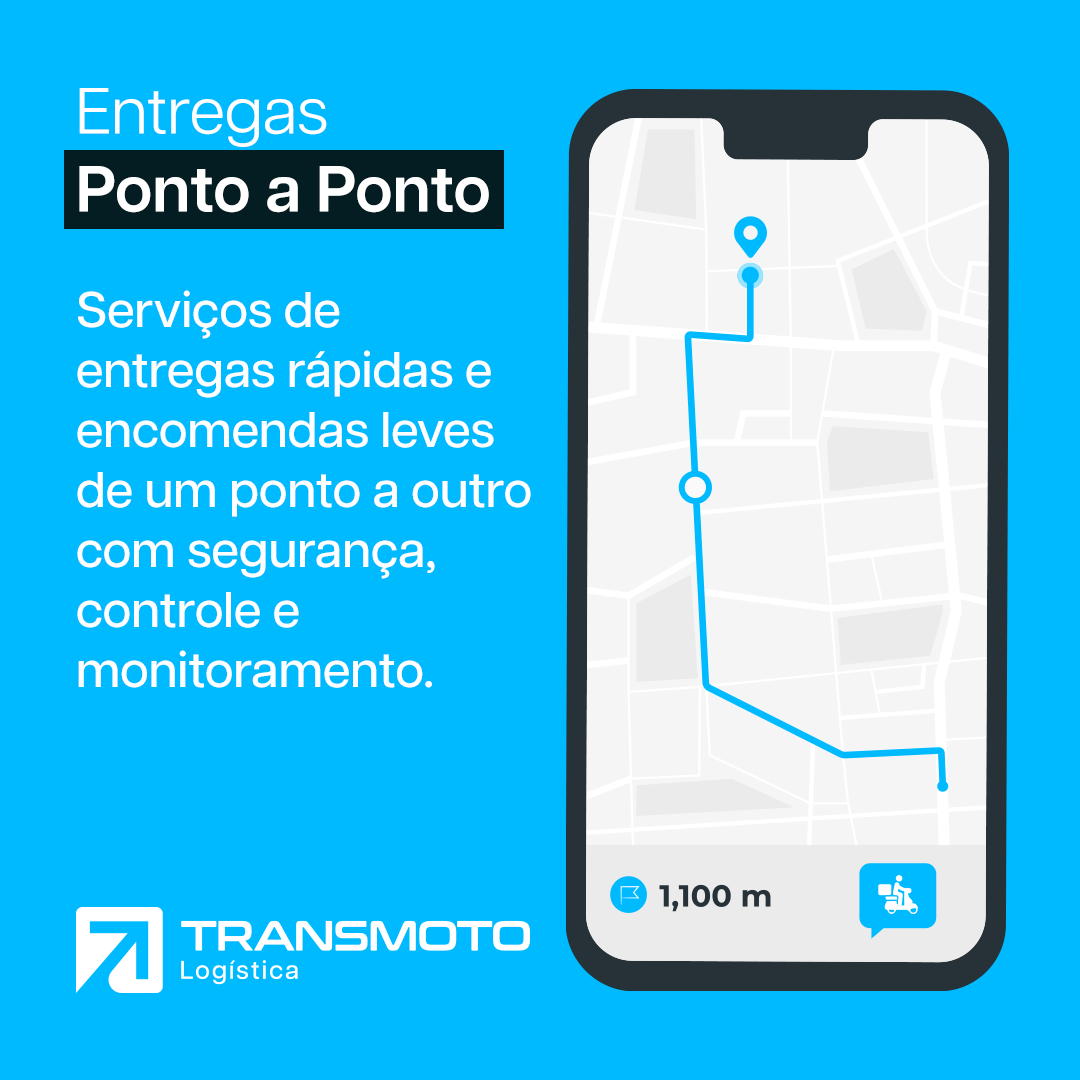 Entregas
Ponto a Ponto
Serviços de
entregas rápidas e
encomendas leves
de um ponto a outro
com segurança,
controle e
monitoramento.
1,100 m
TRANSMOTO
Logística